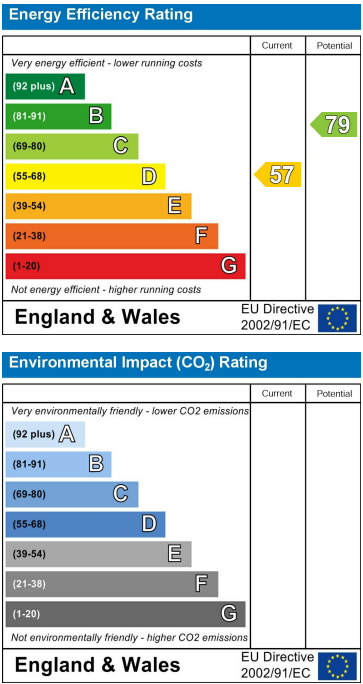 Energy Efficiency Rating
Current Potential
Very energy efficient - lower running costs
(92 plus) A
(81-91) B
79
(69-80) C
(55-68) D
57
(39-54) E
(21-38) F
(1-20) G
Not energy efficient - higher running costs
England & Wales
EU Directive
2002/91/EC
Environmental Impact (CO₂) Rating
Current Potential
Very environmentally friendly - lower CO2 emissions
(92 plus) A
(81-91) B
(69-80) C
(55-68) D
(39-54) E
(21-38) F
(1-20) G
Not environmentally friendly - higher CO2 emissions
England & Wales
EU Directive
2002/91/EC